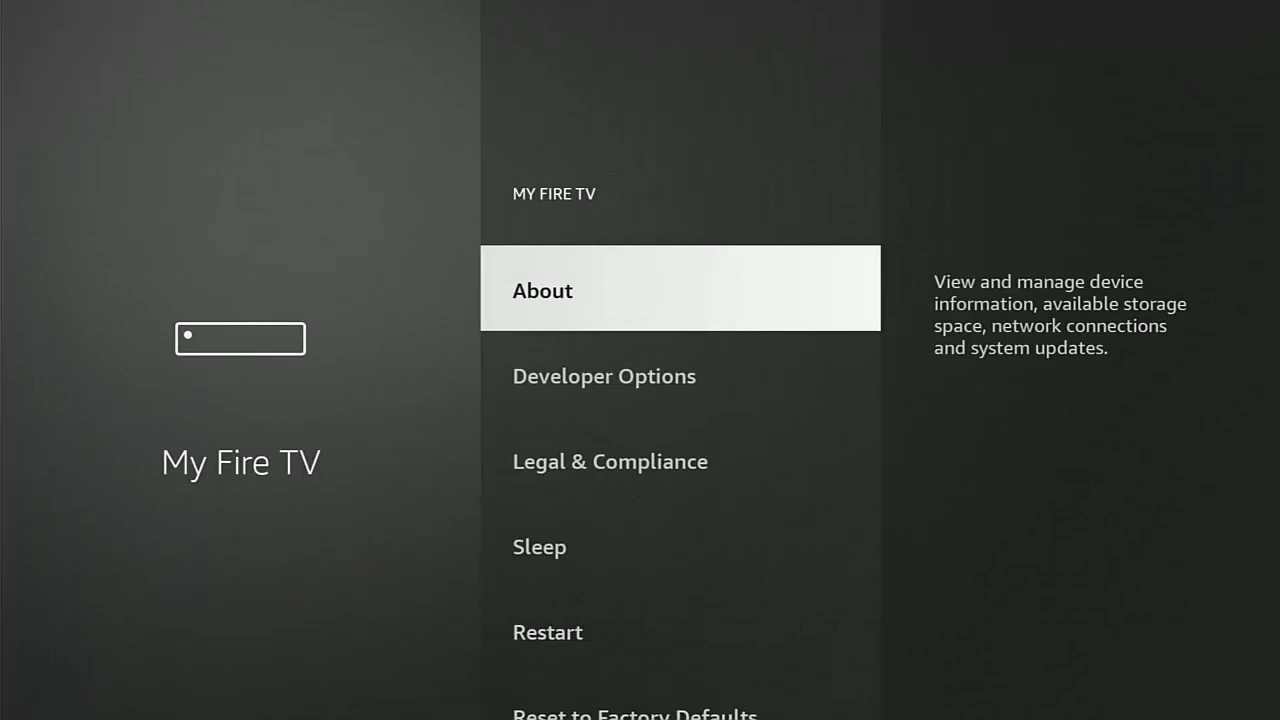 MY FIRE TV
About
Developer Options
Legal & Compliance
Sleep
Restart
Reset to Factory Defaults
My Fire TV
View and manage device
information, available storage
space, network connections
and system updates.